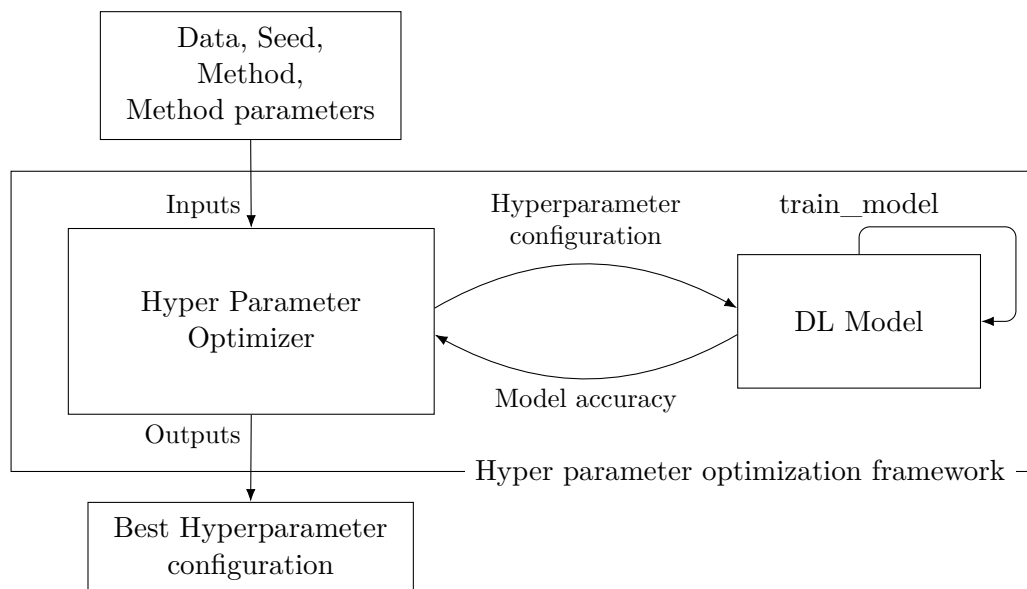 Data, Seed,
Method,
Method parameters
Inputs
Hyperparameter
configuration
train_model
Hyper Parameter
Optimizer
DL Model
Model accuracy
Outputs
Hyper parameter optimization framework
Best Hyperparameter
configuration